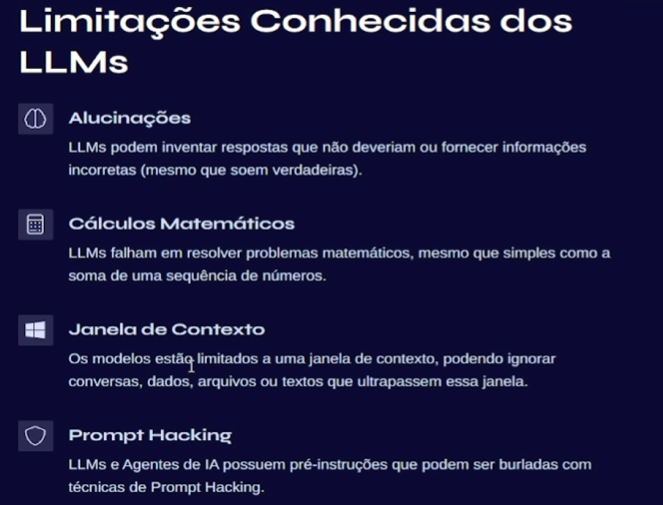 Limitações Conhecidas dos
LLMs
Alucinações
LLMs podem inventar respostas que não deveriam ou fornecer informações
incorretas (mesmo que soem verdadeiras).
Cálculos Matemáticos
LLMs falham em resolver problemas matemáticos, mesmo que simples como a
soma de uma sequência de números.
Janela de Contexto
Os modelos estão limitados a uma janela de contexto, podendo ignorar
conversas, dados, arquivos ou textos que ultrapassem essa janela.
Prompt Hacking
LLMs e Agentes de IA possuem pré-instruções que podem ser burladas com
técnicas de Prompt Hacking.